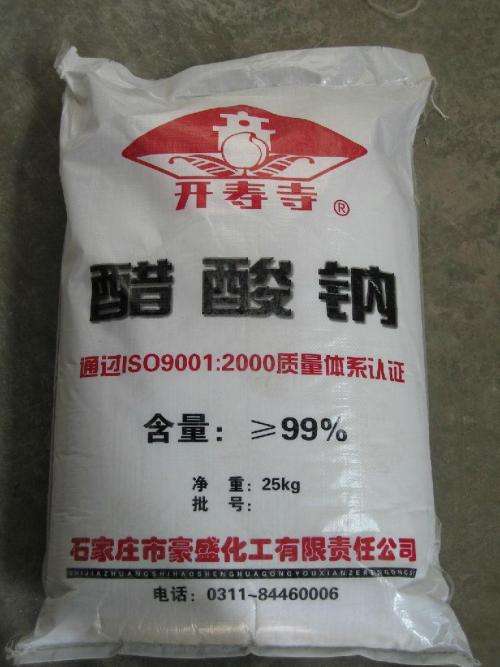 开寿寺®
醋酸钠
通过ISO9001:2000质量体系认证
含量：≥99%
净 重：25kg
批 号：
石家庄市豪盛化工有限责任公司
SHIJIAZHUANGSHIHAOSHENGHUAGONGYOUXIANZERENGONGSI
电话：0311~84460006